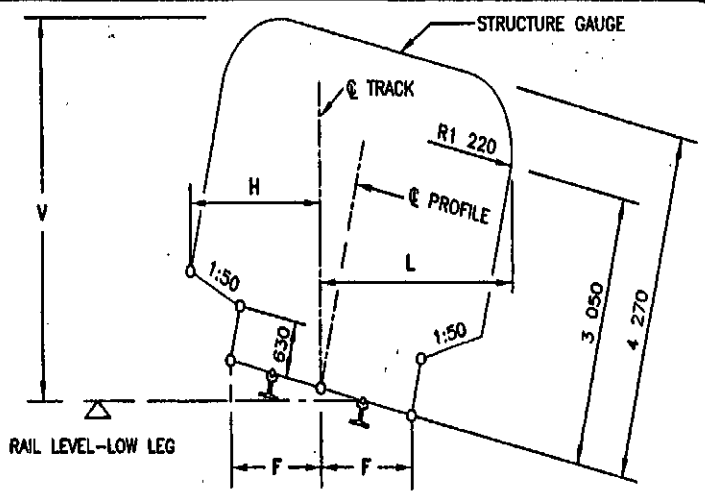 STRUCTURE GAUGE
℄ TRACK
R1 220
H
V
℄ PROFILE
L
1:50
1:50
630
3 050
4 270
RAIL LEVEL-LOW LEG
F
F